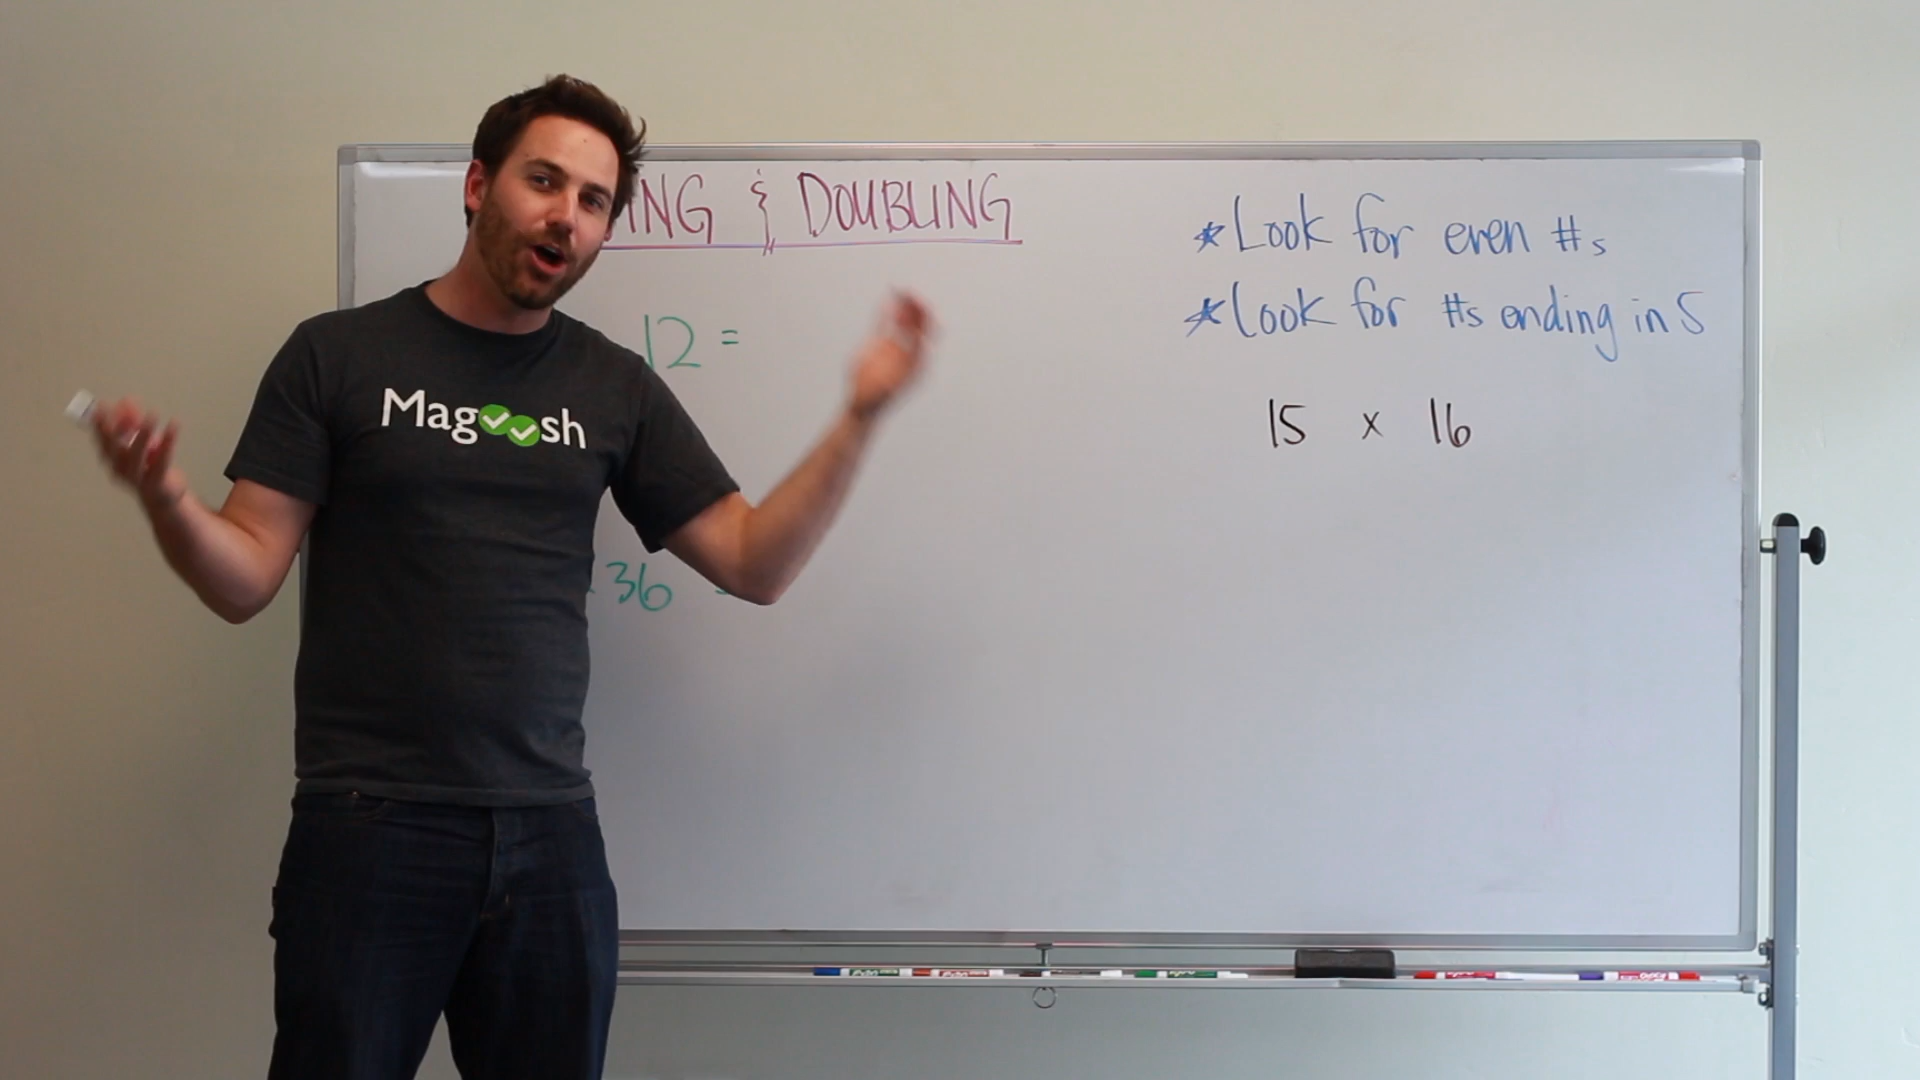 ING & DOUBLING
12 =
36
* Look for even #s
* Look for #s ending in 5
15 x 16
Magoosh